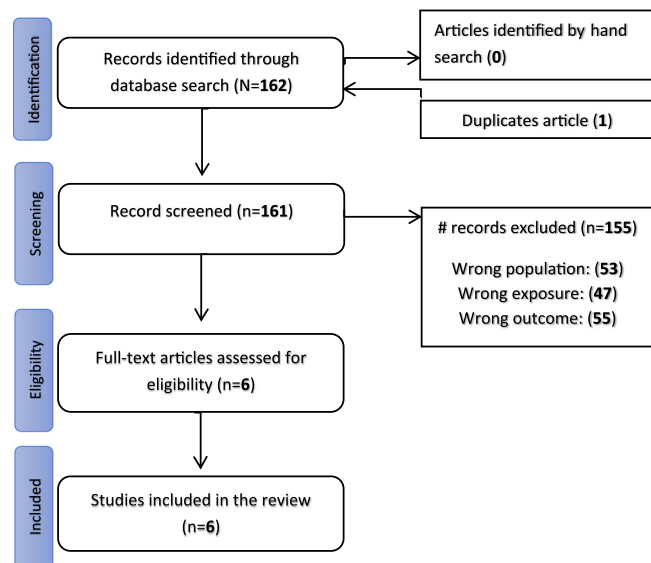 Identification
Records identified through
database search (N=162)
Articles identified by hand
search (0)
Duplicates article (1)
Screening
Record screened (n=161)
# records excluded (n=155)
Wrong population: (53)
Wrong exposure: (47)
Wrong outcome: (55)
Eligibility
Full-text articles assessed for
eligibility (n=6)
Included
Studies included in the review
(n=6)